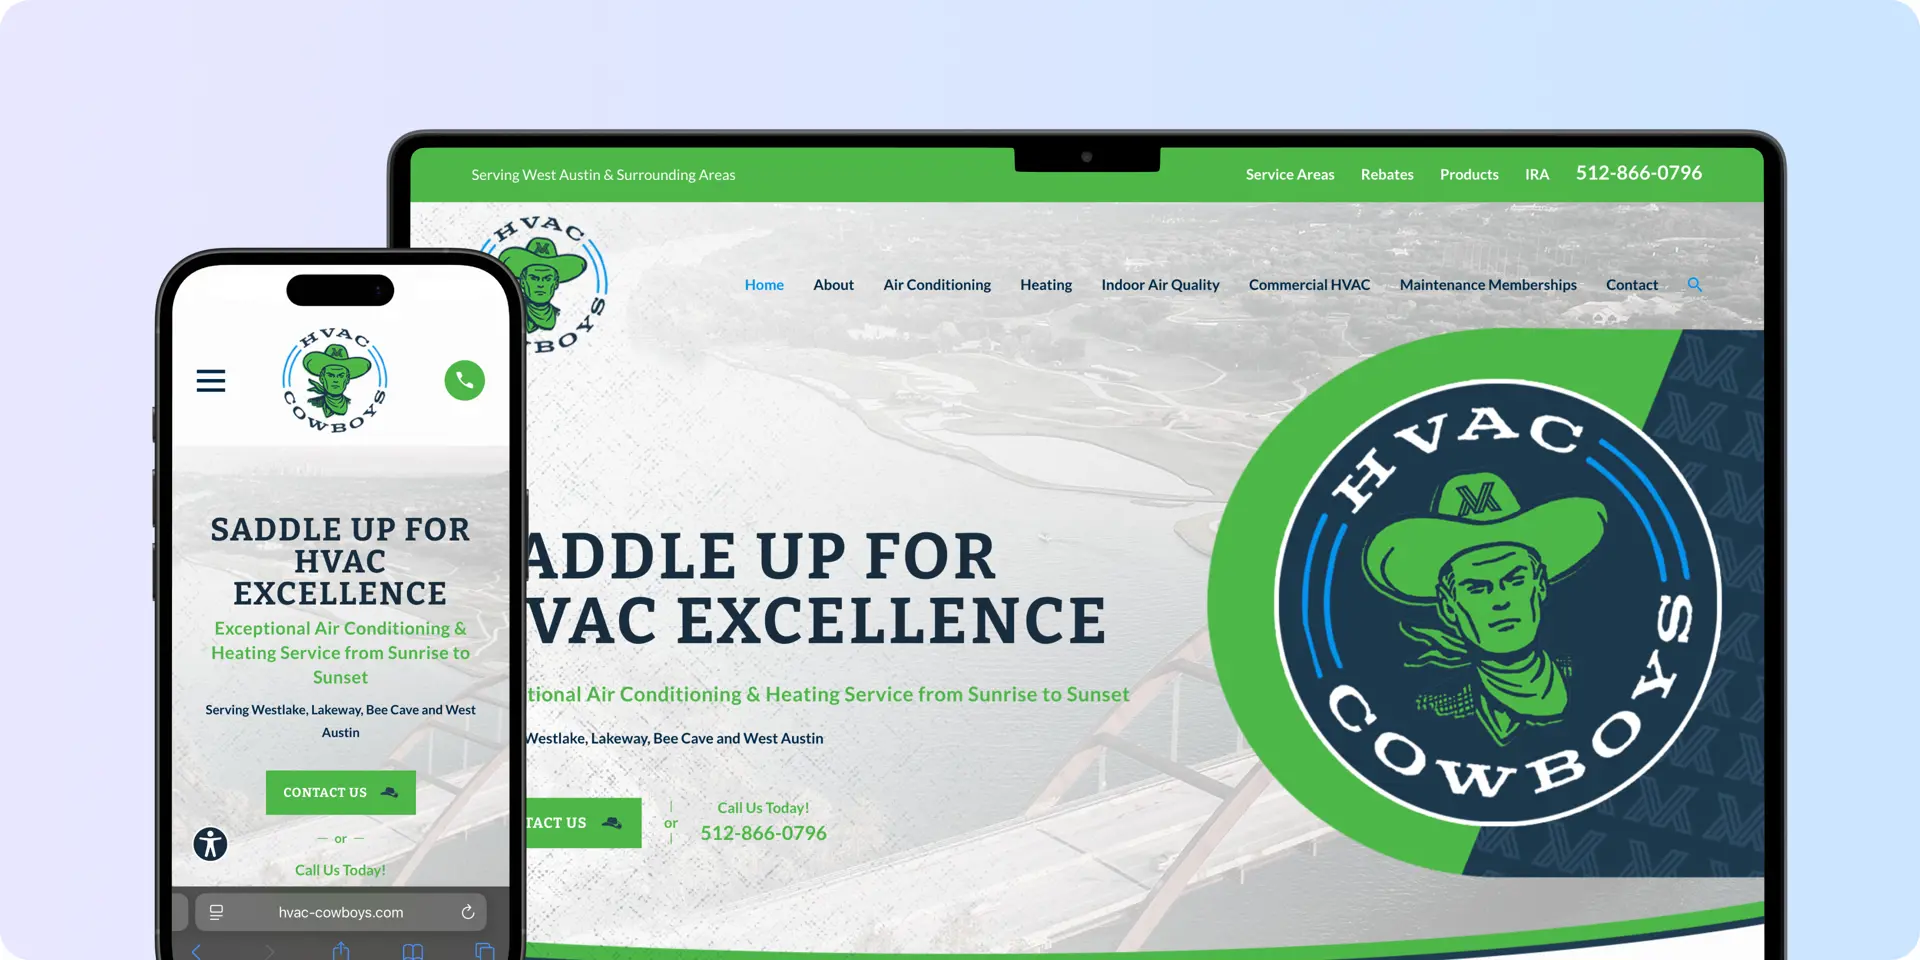 Serving West Austin & Surrounding Areas
Service Areas Rebates Products IRA 512-866-0796
HVAC
COWBOYS
Home About Air Conditioning Heating Indoor Air Quality Commercial HVAC Maintenance Memberships Contact
ADDLE UP FOR
VAC EXCELLENCE
tional Air Conditioning & Heating Service from Sunrise to Sunset
Westlake, Lakeway, Bee Cave and West Austin
TACT US
or
Call Us Today!
512-866-0796
HVAC
COWBOYS
HVAC
COWBOYS
SADDLE UP FOR
HVAC
EXCELLENCE
Exceptional Air Conditioning &
Heating Service from Sunrise to
Sunset
Serving Westlake, Lakeway, Bee Cave and West
Austin
CONTACT US
or
Call Us Today!
hvac-cowboys.com